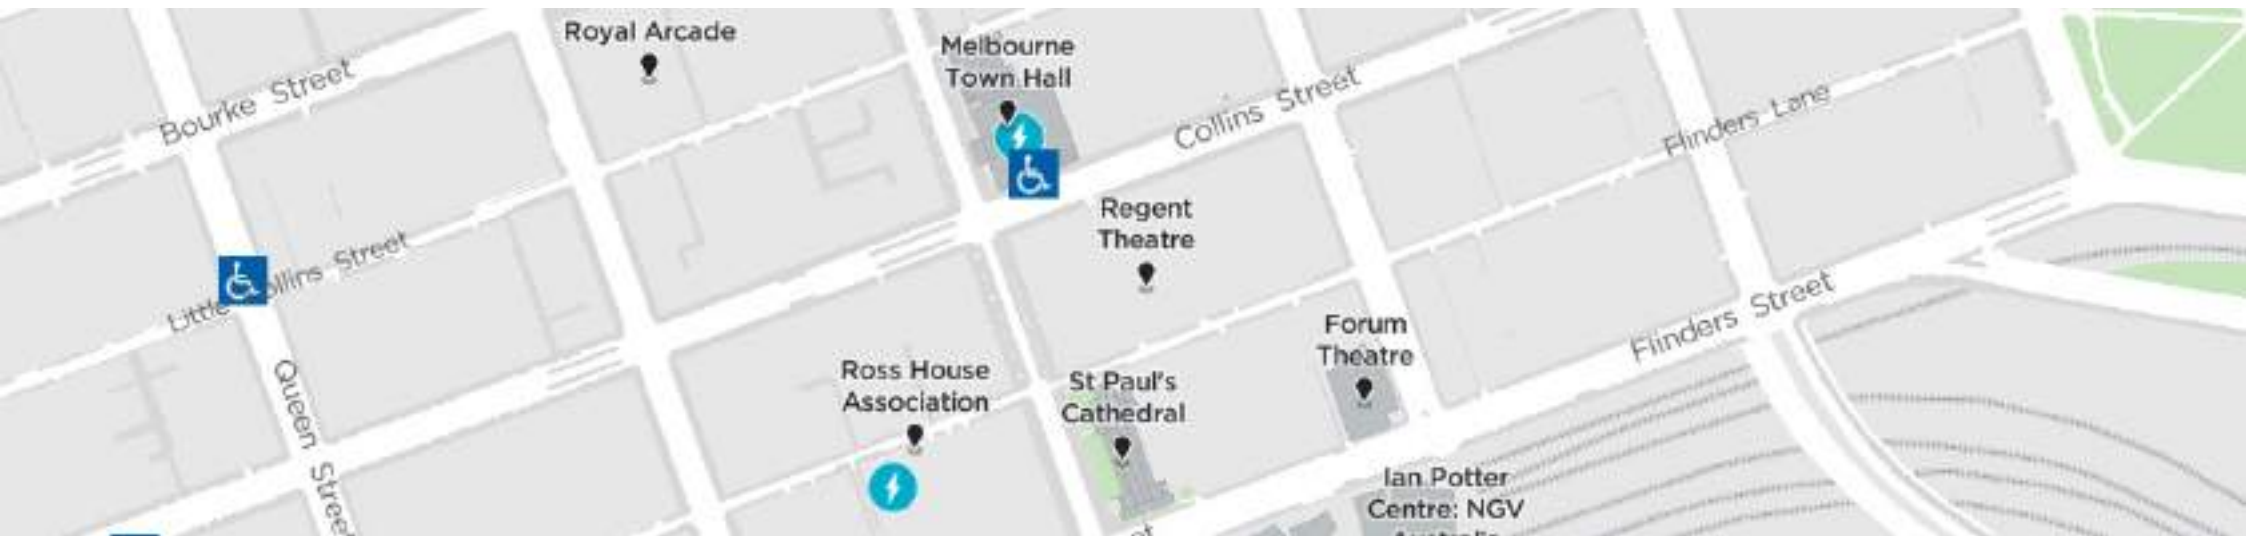 Royal Arcade
Melbourne
Town Hall
Bourke Street
Collins Street
Flinders Lane
Regent
Theatre
Little
ollins Street
Flinders Street
Forum
Theatre
Queen Street
Ross House
Association
St Paul's
Cathedral
Ian Potter
Centre: NGV